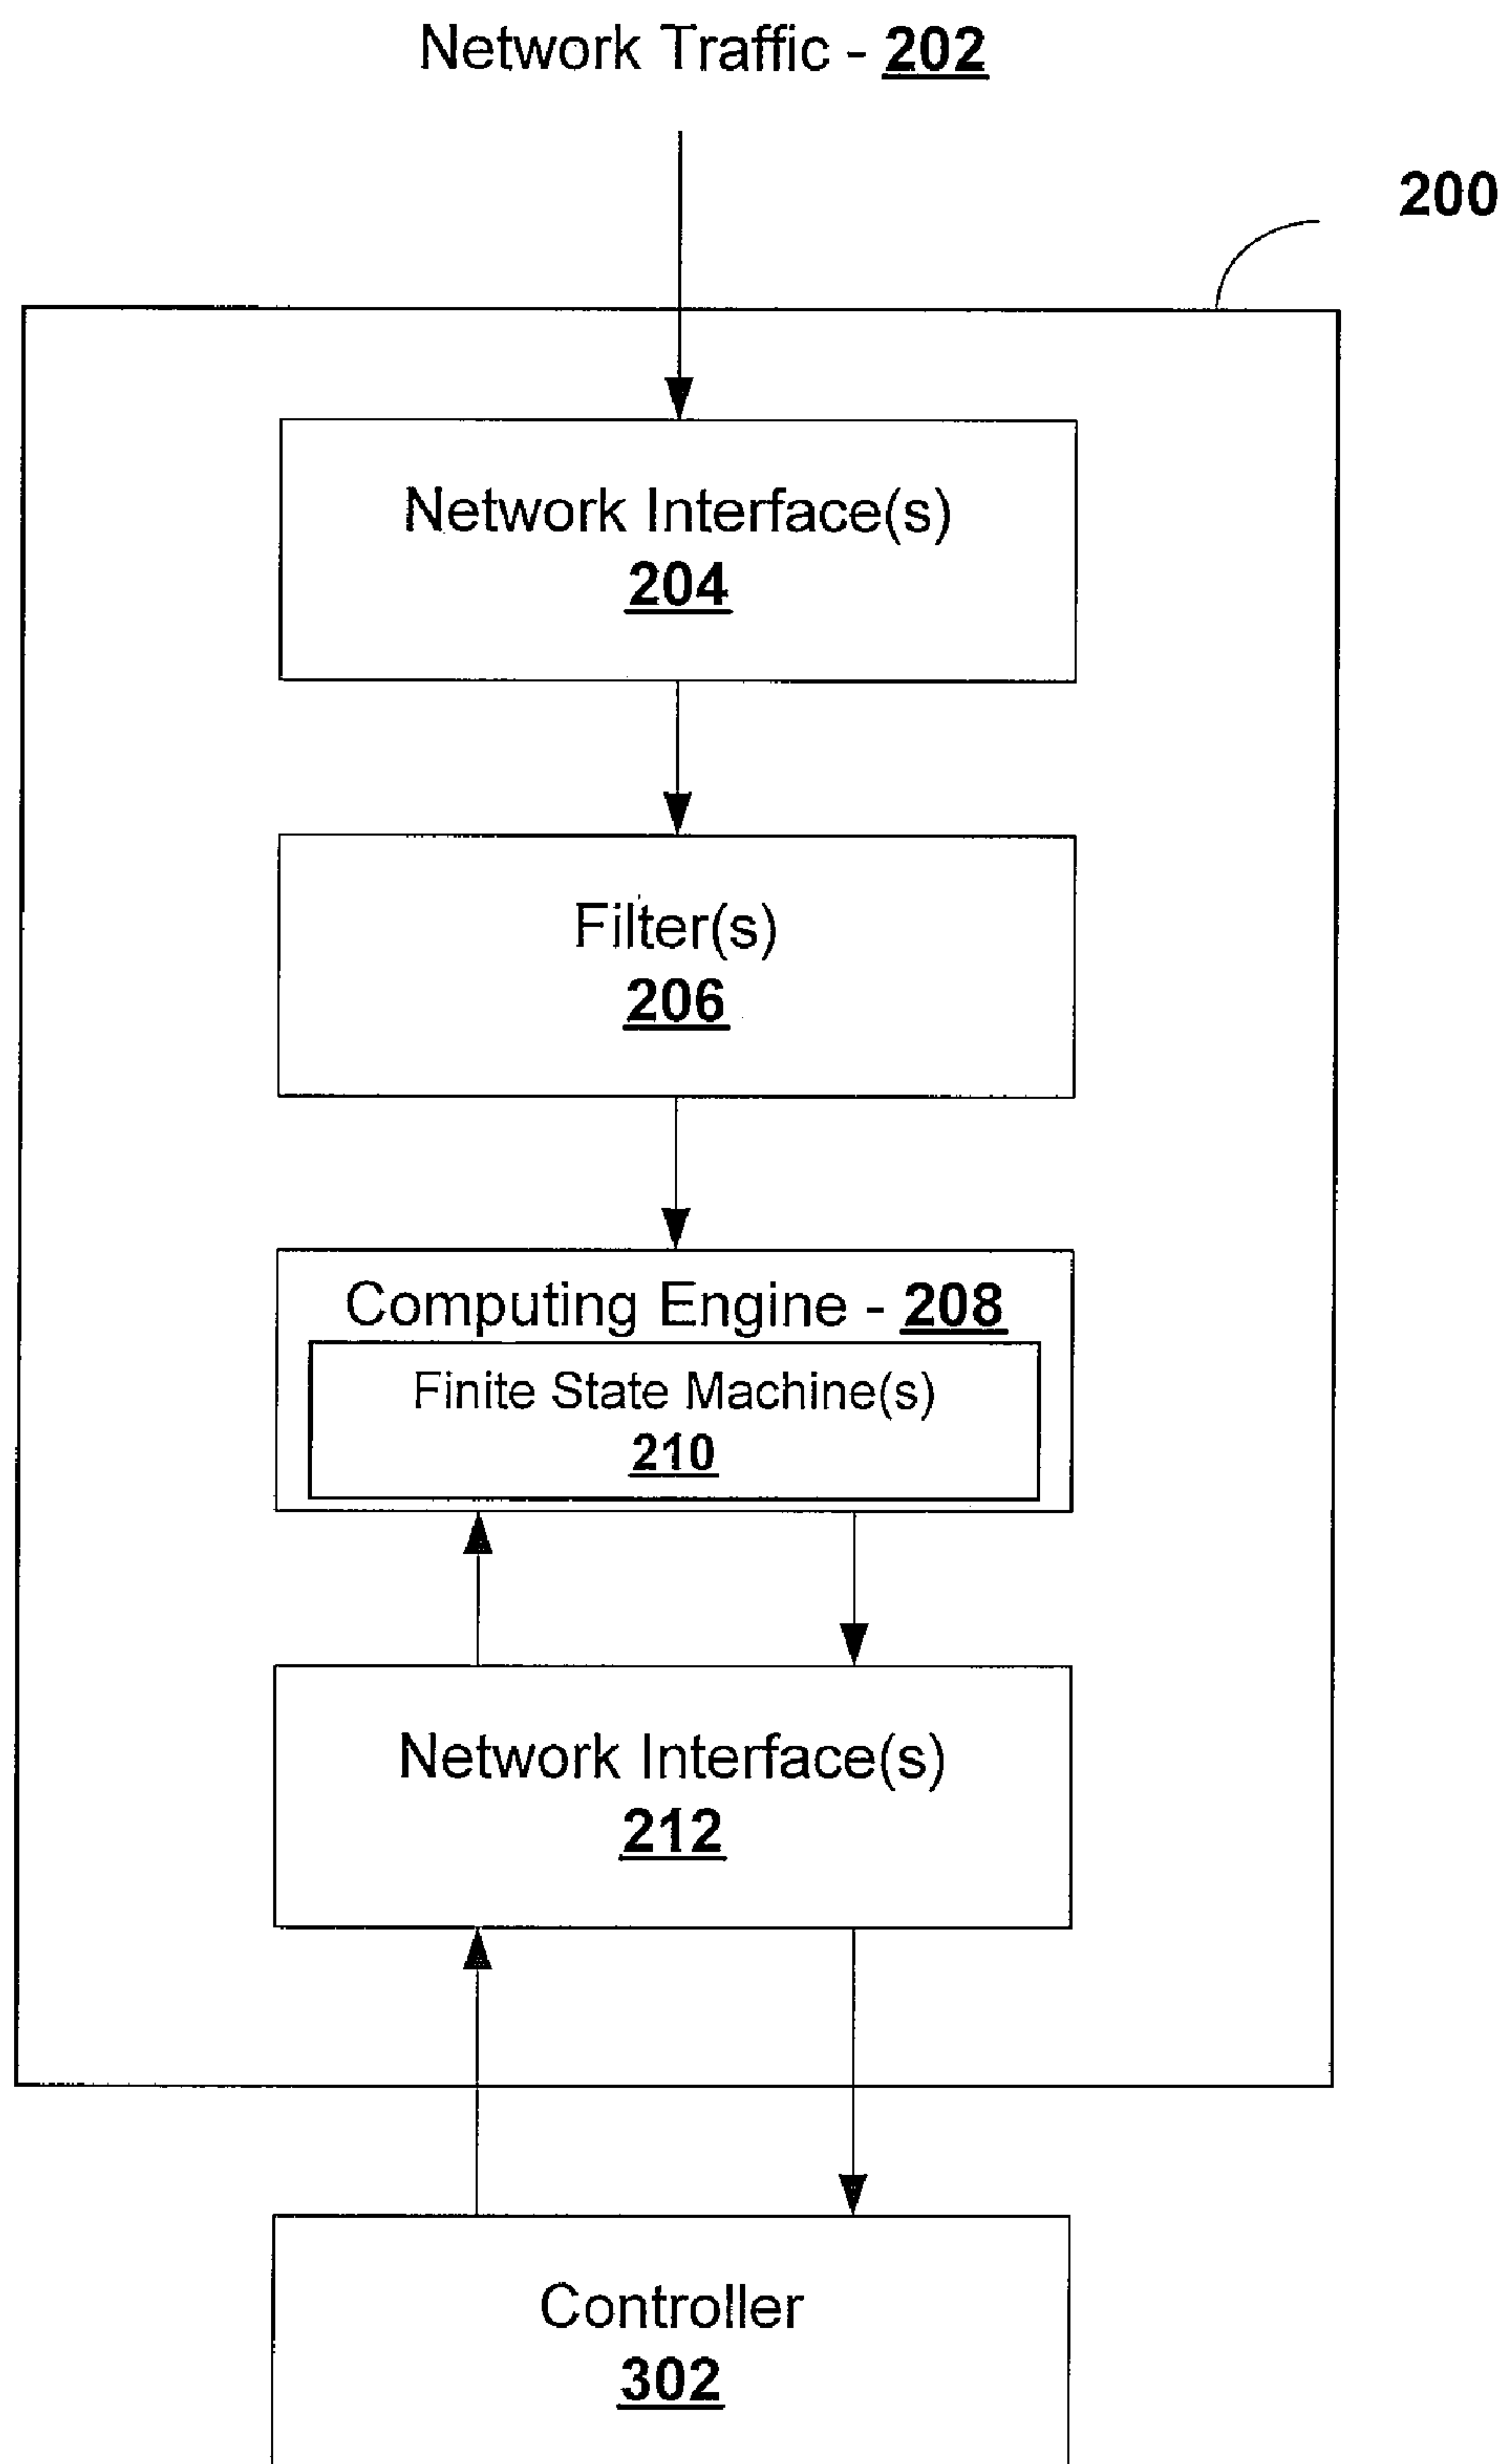 Network Traffic - 202
200
Network Interface(s)
204
Filter(s)
206
Computing Engine - 208
Finite State Machine(s)
210
Network Interface(s)
212
Controller
302